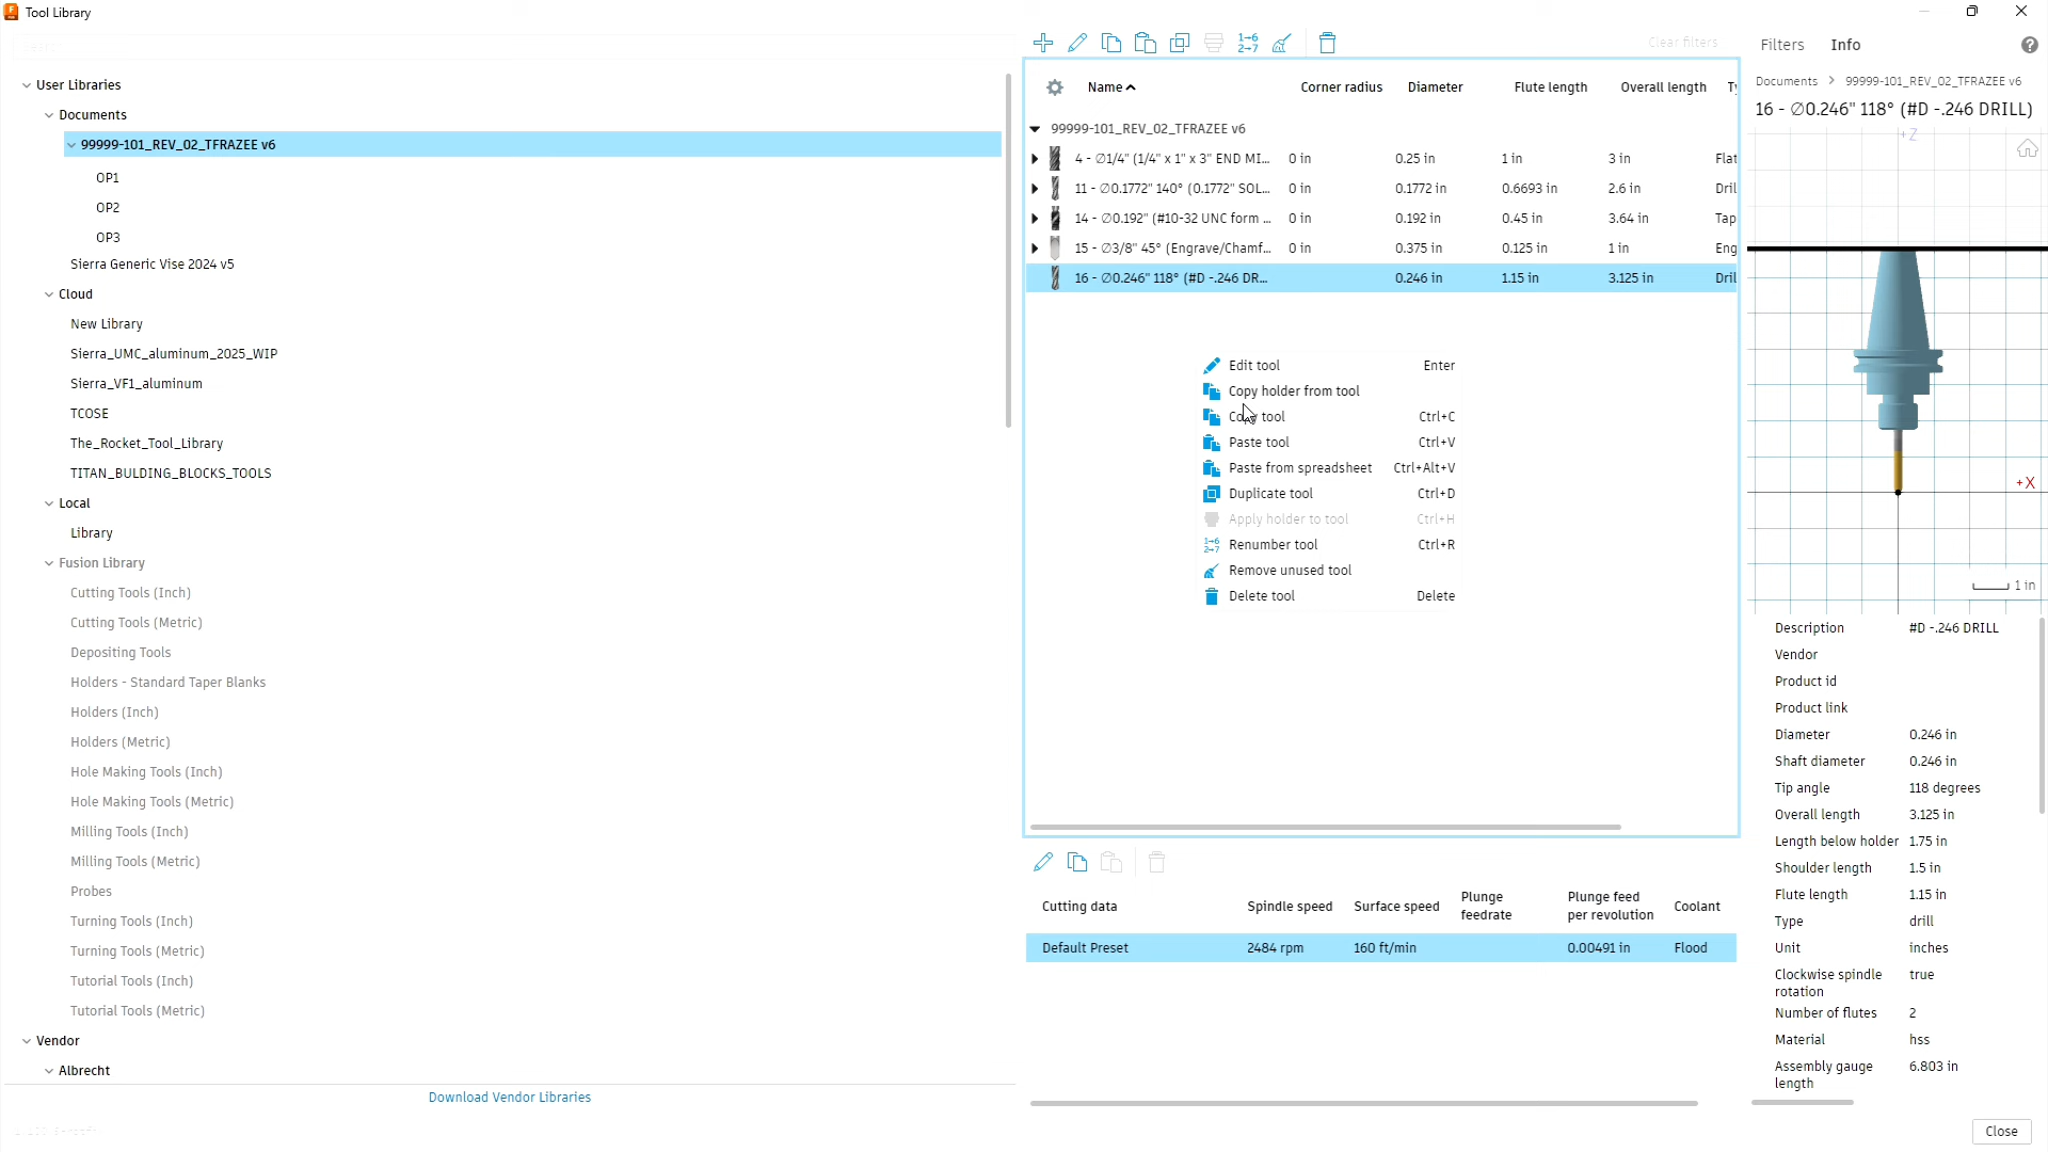 Tool Library
User Libraries
Documents
99999-101_REV_02_TFRAZEE v6
OP1
OP2
OP3
Sierra Generic Vise 2024 v5
Cloud
New Library
Sierra_UMC_aluminum_2025_WIP
Sierra_VF1_aluminum
TCOSE
The_Rocket_Tool_Library
TITAN_BULDING_BLOCKS_TOOLS
Local
Library
Fusion Library
Cutting Tools (Inch)
Cutting Tools (Metric)
Depositing Tools
Holders - Standard Taper Blanks
Holders (Inch)
Holders (Metric)
Hole Making Tools (Inch)
Hole Making Tools (Metric)
Milling Tools (Inch)
Milling Tools (Metric)
Probes
Turning Tools (Inch)
Turning Tools (Metric)
Tutorial Tools (Inch)
Tutorial Tools (Metric)
Vendor
Albrecht
Download Vendor Libraries
Clear filters
Name Corner radius Diameter Flute length Overall length Ty
99999-101_REV_02_TFRAZEE v6
4 - ∅1/4" (1/4" x 1" x 3" END MI... 0 in 0.25 in 1 in 3 in Flat
11 - ∅0.1772" 140° (0.1772" SOL... 0 in 0.1772 in 0.6693 in 2.6 in Dril
14 - ∅0.192" (#10-32 UNC form ... 0 in 0.192 in 0.45 in 3.64 in Tap
15 - ∅3/8" 45° (Engrave/Chamf... 0 in 0.375 in 0.125 in 1 in Eng
16 - ∅0.246" 118° (#D -.246 DR... 0.246 in 1.15 in 3.125 in Dril
Edit tool Enter
Copy holder from tool
Copy tool Ctrl+C
Paste tool Ctrl+V
Paste from spreadsheet Ctrl+Alt+V
Duplicate tool Ctrl+D
Apply holder to tool Ctrl+H
Renumber tool Ctrl+R
Remove unused tool
Delete tool Delete
Cutting data Spindle speed Surface speed Plunge feedrate Plunge feed per revolution Coolant
Default Preset 2484 rpm 160 ft/min 0.00491 in Flood
Filters Info
Documents > 99999-101_REV_02_TFRAZEE v6
16 - ∅0.246" 118° (#D -.246 DRILL)
+Z
+X
1 in
Description #D -.246 DRILL
Vendor
Product id
Product link
Diameter 0.246 in
Shaft diameter 0.246 in
Tip angle 118 degrees
Overall length 3.125 in
Length below holder 1.75 in
Shoulder length 1.5 in
Flute length 1.15 in
Type drill
Unit inches
Clockwise spindle rotation true
Number of flutes 2
Material hss
Assembly gauge length 6.803 in
Close